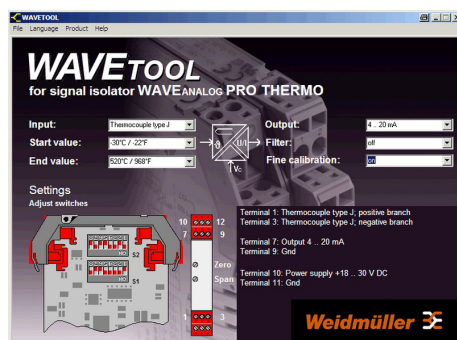 WAVETOOL
File Language Product Help
WAVETOOL
for signal isolator WAVEANALOG PRO THERMO
Input: Thermocouple type J
Output: 4 .. 20 mA
Start value: -30°C / -22°F
Filter: off
End value: 520°C / 968°F
Fine calibration: on
ϑ U/I
Vc
Settings
Adjust switches
10 12
7 9
S2
Zero
S1
Span
1 3
Terminal 1: Thermocouple type J; positive branch
Terminal 3: Thermocouple type J; negative branch
Terminal 7: Output 4 .. 20 mA
Terminal 9: Gnd
Terminal 10: Power supply +18 .. 30 V DC
Terminal 11: Gnd
Weidmüller